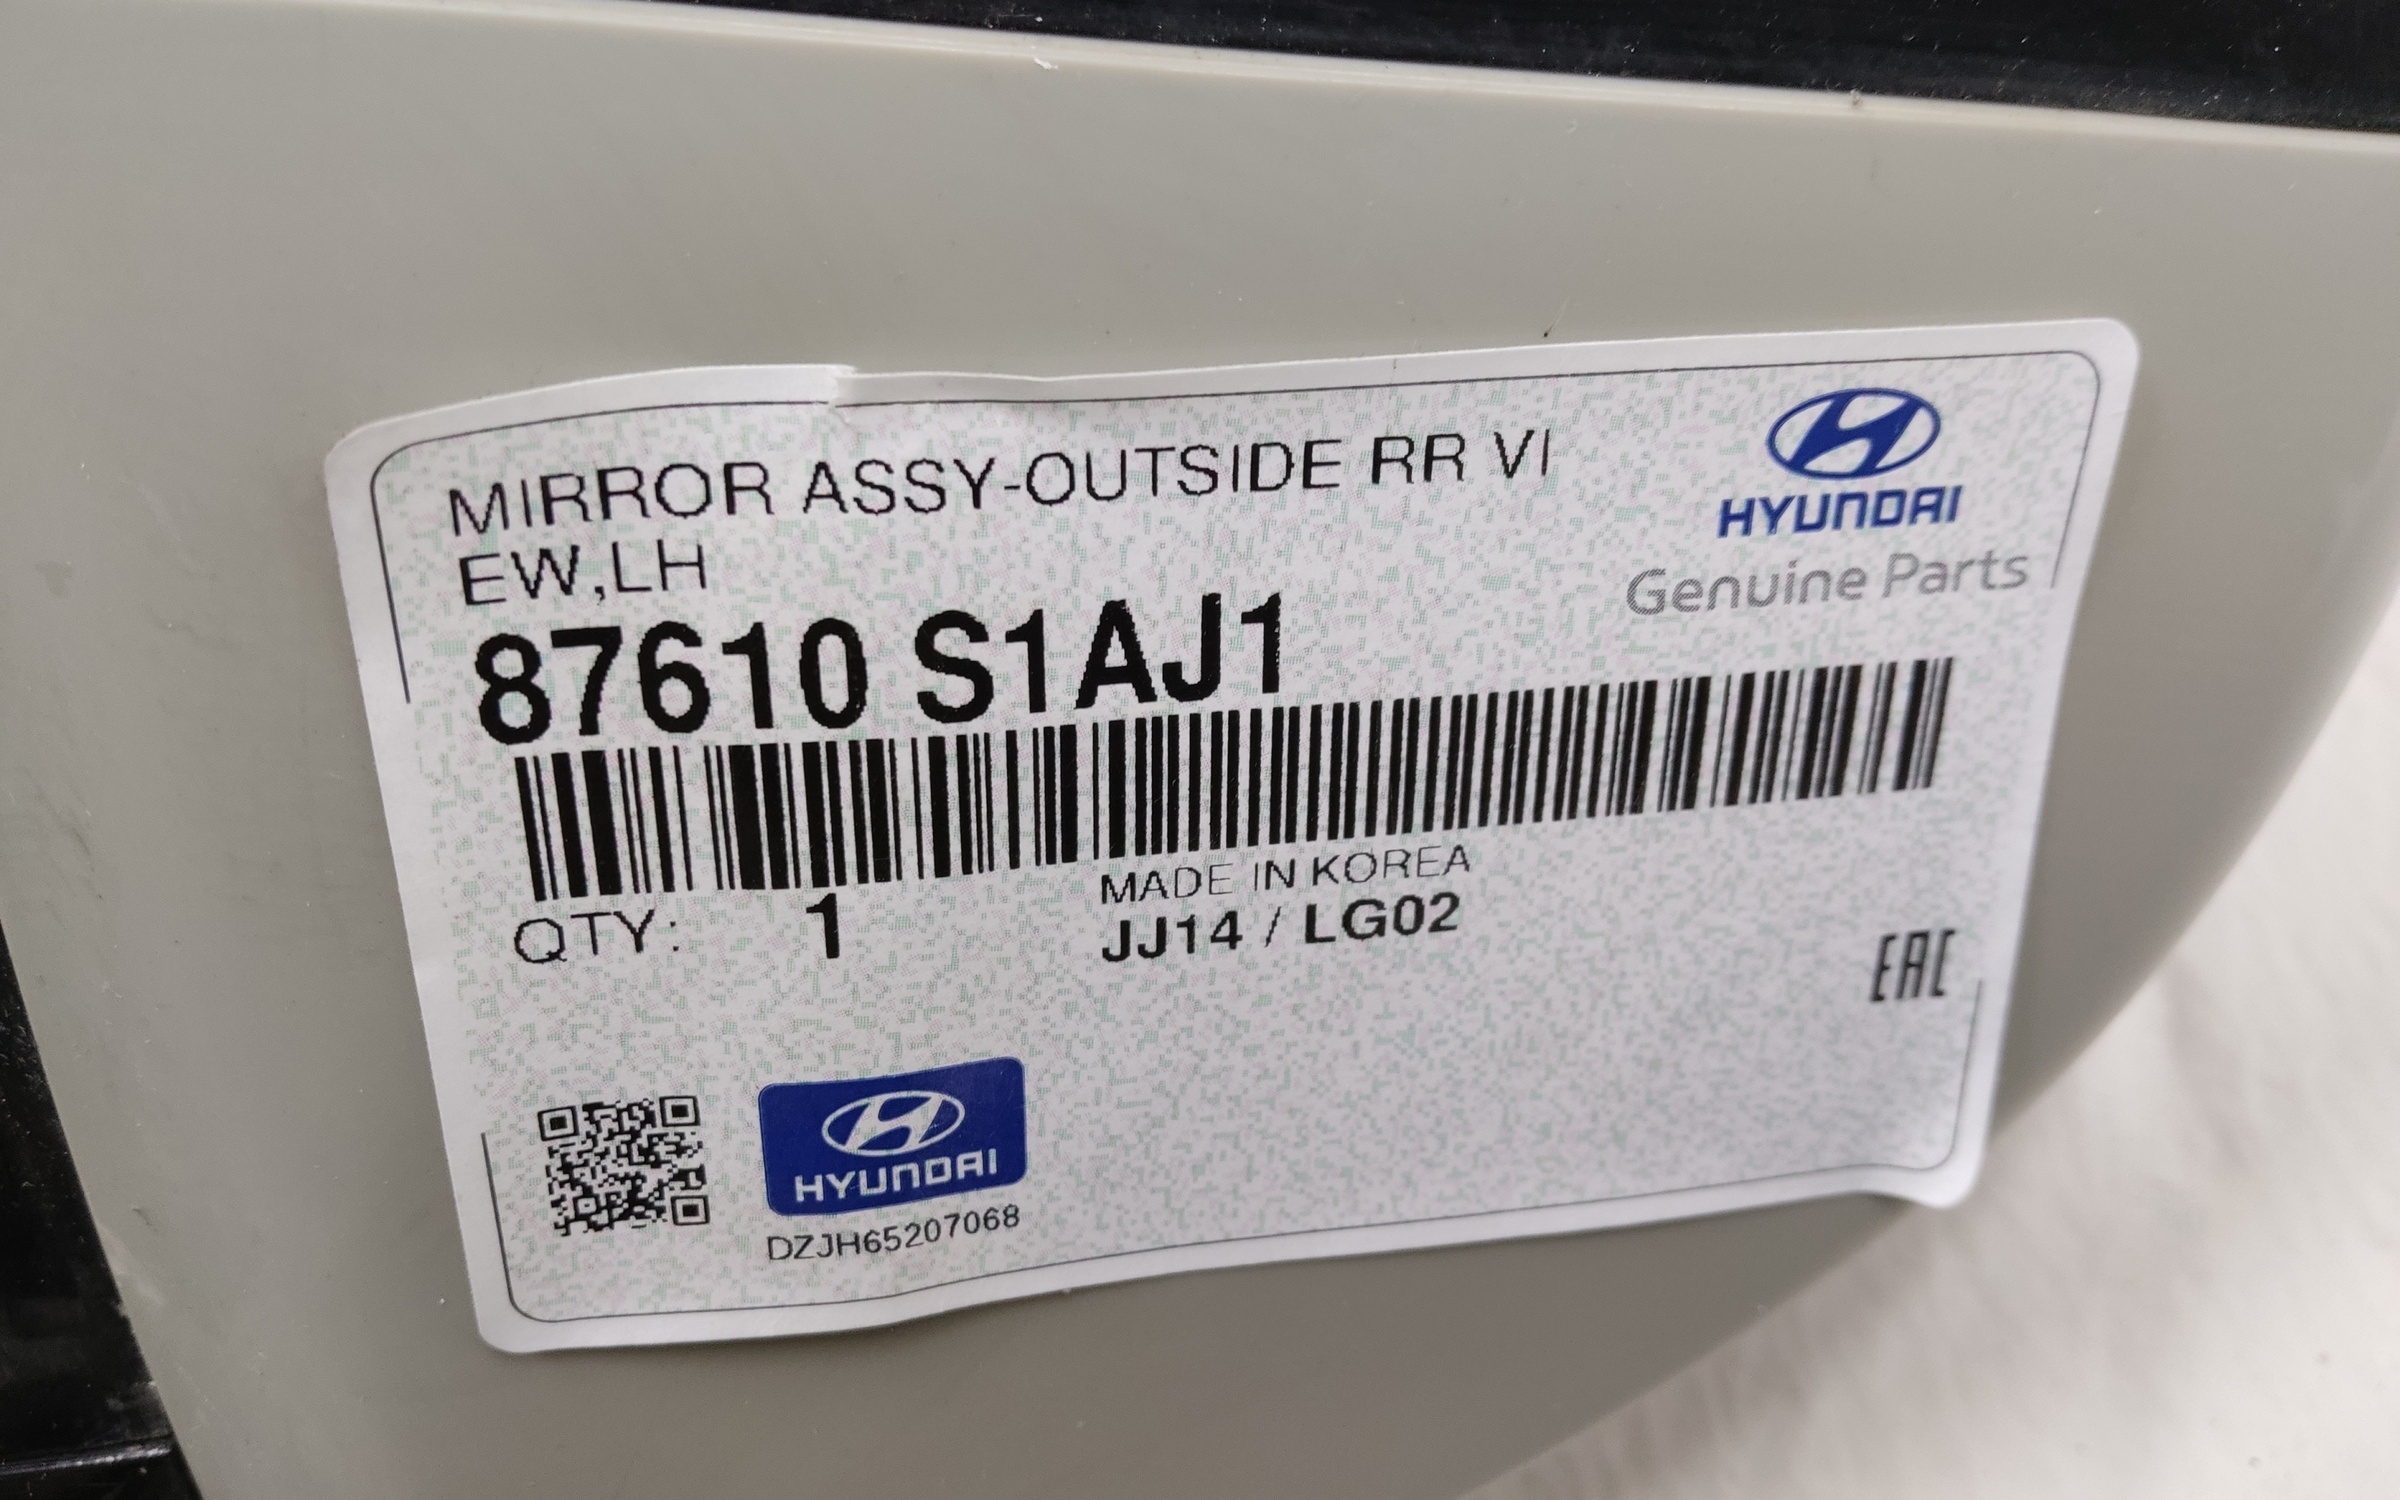 MIRROR ASSY-OUTSIDE RR VI
EW,LH
HYUNDAI
Genuine Parts
87610 S1AJ1
MADE IN KOREA
QTY: 1
JJ14 / LG02
EAC
HYUNDAI
DZJH65207068